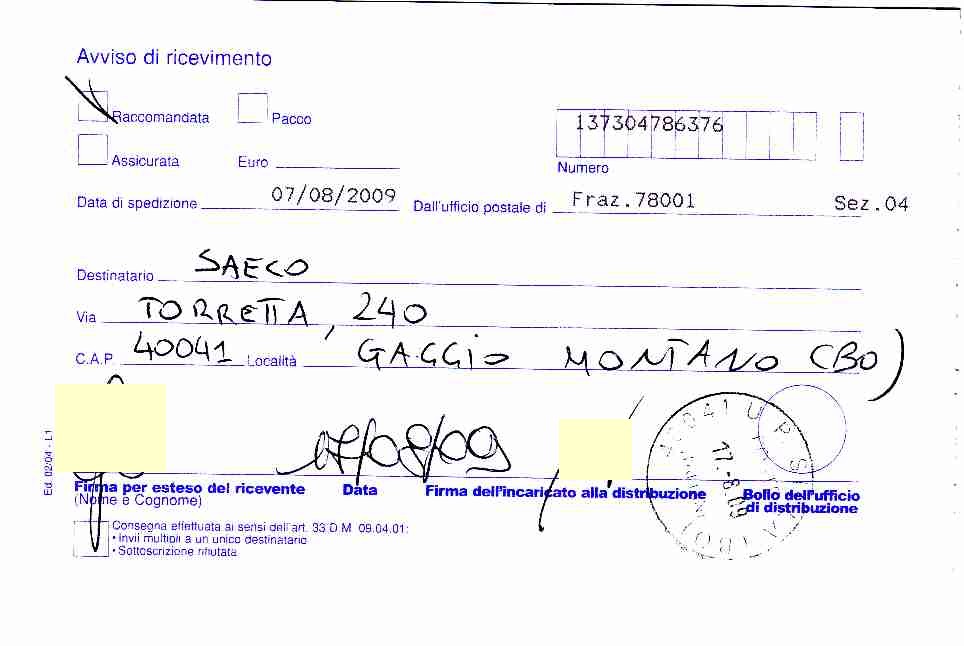 Avviso di ricevimento
Raccomandata Pacco
137304786376
Assicurata Euro
Numero
Data di spedizione 07/08/2009 Dall'ufficio postale di Fraz.78001 Sez.04
Destinatario SAECO
Via TORRETTA, 240
C.A.P. 40041 Località GAGGIO MONTANO (BO)
Ed. 02/04 - L1
Firma per esteso del ricevente Data Firma dell'incaricato alla distribuzione Bollo dell'ufficio
(Nome e Cognome) di distribuzione
Consegna effettuata ai sensi dell'art. 33 D M 09.04.01:
• Invii multipli a un unico destinatario
• Sottoscrizione rifiutata